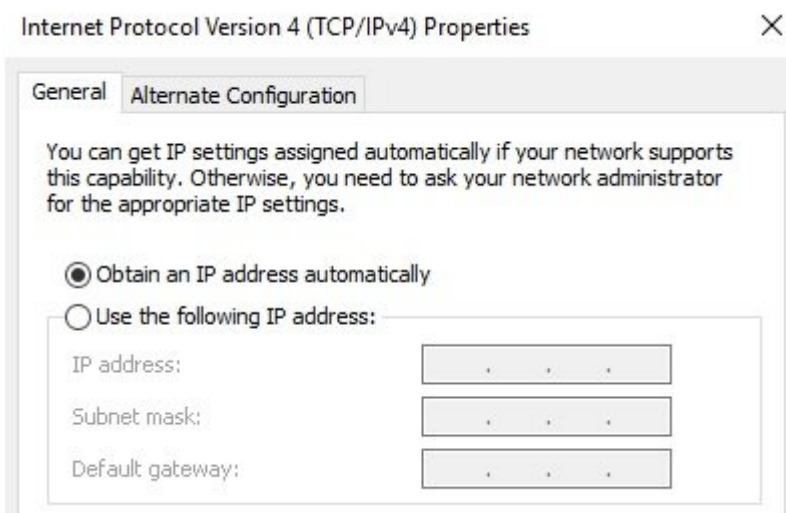 Internet Protocol Version 4 (TCP/IPv4) Properties
General
Alternate Configuration
You can get IP settings assigned automatically if your network supports
this capability. Otherwise, you need to ask your network administrator
for the appropriate IP settings.
Obtain an IP address automatically
Use the following IP address:
IP address:
Subnet mask:
Default gateway: